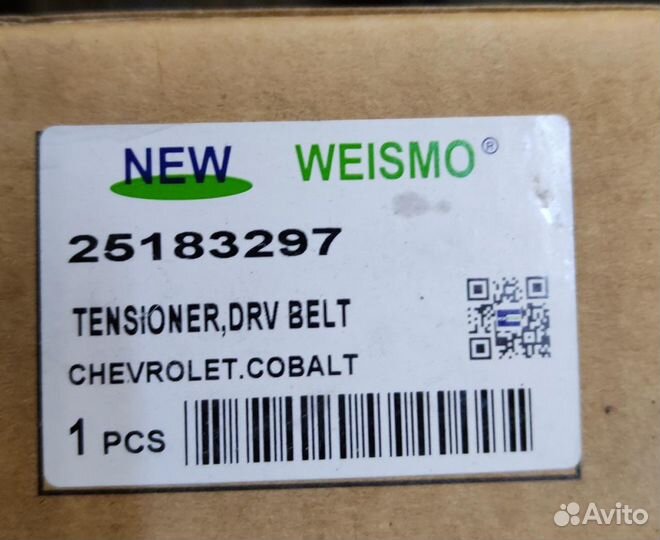 NEW WEISMO®
25183297
TENSIONER,DRV BELT
CHEVROLET.COBALT
1 PCS
Avito